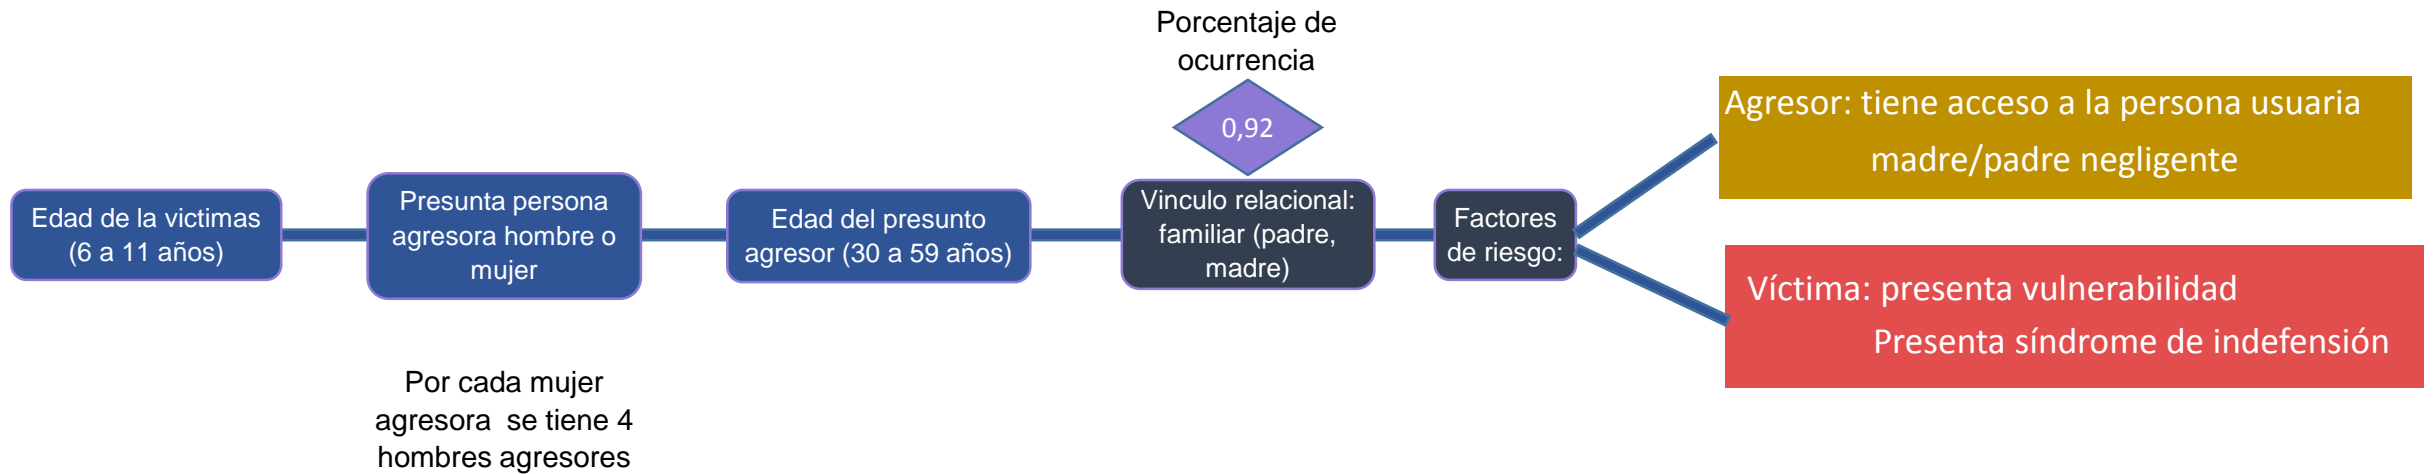 Porcentaje de
ocurrencia
0,92
Edad de la victimas
(6 a 11 años)
Presunta persona
agresora hombre o
mujer
Edad del presunto
agresor (30 a 59 años)
Vinculo relacional:
familiar (padre,
madre)
Factores
de riesgo:
Agresor: tiene acceso a la persona usuaria
madre/padre negligente
Víctima: presenta vulnerabilidad
Presenta síndrome de indefensión
Por cada mujer
agresora se tiene 4
hombres agresores